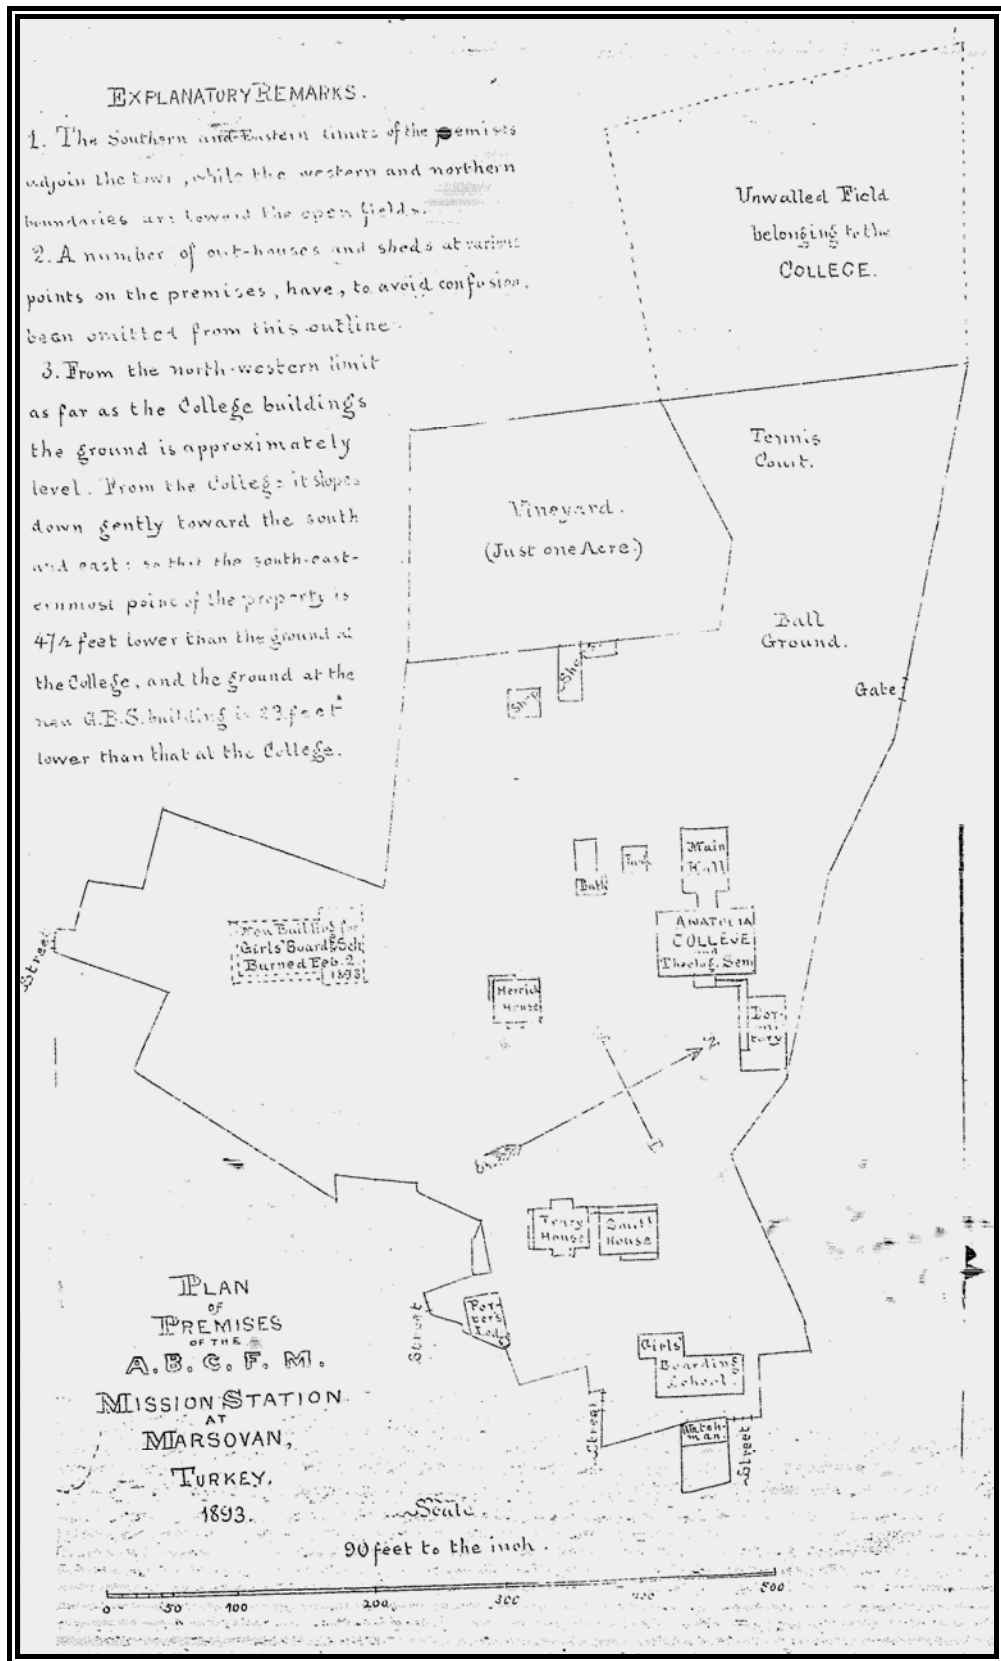 EXPLANATORY REMARKS.
1. The Southern and Eastern limits of the premises
adjoin the town, while the western and northern
boundaries are toward the open fields.
2. A number of out-houses and sheds at various
points on the premises, have, to avoid confusion,
been omitted from this outline.
3. From the north-western limit
as far as the College buildings
the ground is approximately
level. From the College it slopes
down gently toward the south
and east: so that the south-east-
ernmost point of the property is
47½ feet lower than the ground at
the College, and the ground at the
new G.B.S. building is 23 feet
lower than that at the College.
Unwalled Field
belonging to the
COLLEGE.
Tennis
Court.
Vineyard.
(Just one Acre.)
Ball
Ground.
Gate
Shop
Main
Hall
Bath
ANATOLIA
COLLEGE
and
Theolog. Sem
New Building for
Girls' Board. Sch
Burned Feb. 2
1893
Street
Herrick
House
Dor-
mi-
tory
Tracy
House
Smith
House
Por-
ter's
Lod.
Street
Girls'
Boarding
School.
Watch-
man.
Street
Street
PLAN
OF
PREMISES
OF THE
A. B. C. F. M.
MISSION STATION
AT
MARSOVAN,
TURKEY.
1893.
Scale.
90 feet to the inch.
0 50 100 200 300 400 500